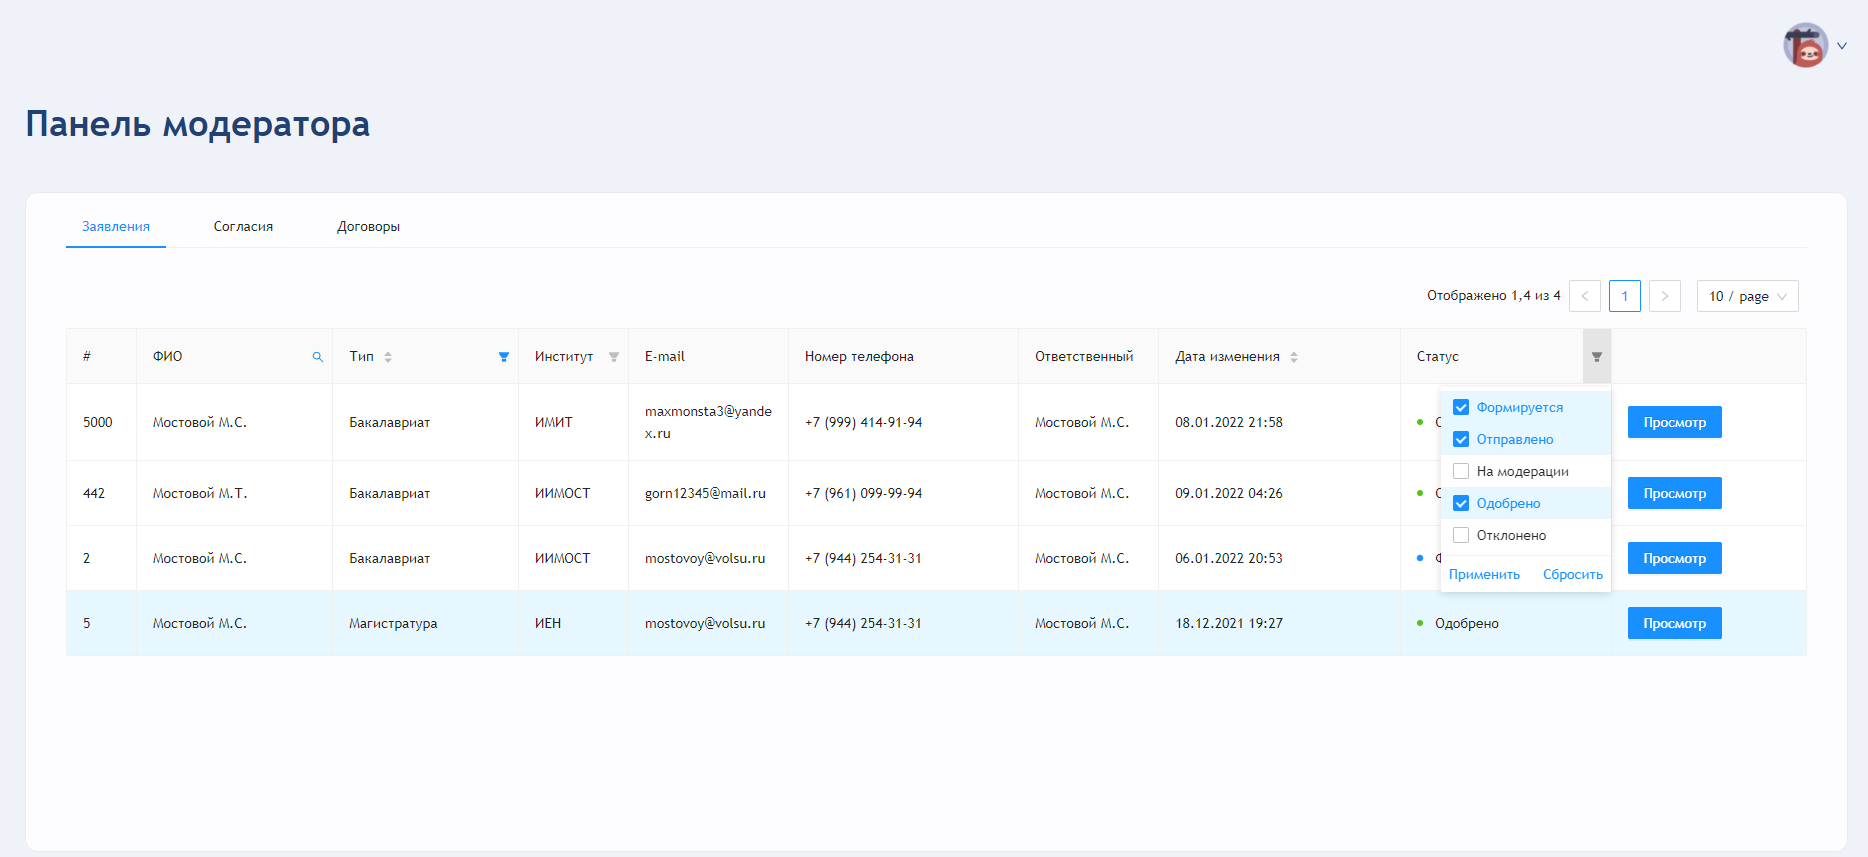 Панель модератора
Заявления Согласия Договоры
Отображено 1,4 из 4 < 1 > 10 / page
# ФИО Тип Институт E-mail Номер телефона Ответственный Дата изменения Статус
5000 Мостовой М.С. Бакалавриат ИМИТ maxmonsta3@yande
x.ru +7 (999) 414-91-94 Мостовой М.С. 08.01.2022 21:58 Просмотр
442 Мостовой М.Т. Бакалавриат ИИМОСТ gorn12345@mail.ru +7 (961) 099-99-94 Мостовой М.С. 09.01.2022 04:26 Просмотр
2 Мостовой М.С. Бакалавриат ИИМОСТ mostovoy@volsu.ru +7 (944) 254-31-31 Мостовой М.С. 06.01.2022 20:53 Просмотр
5 Мостовой М.С. Магистратура ИЕН mostovoy@volsu.ru +7 (944) 254-31-31 Мостовой М.С. 18.12.2021 19:27 Одобрено Просмотр
Формируется
Отправлено
На модерации
Одобрено
Отклонено
Применить Сбросить